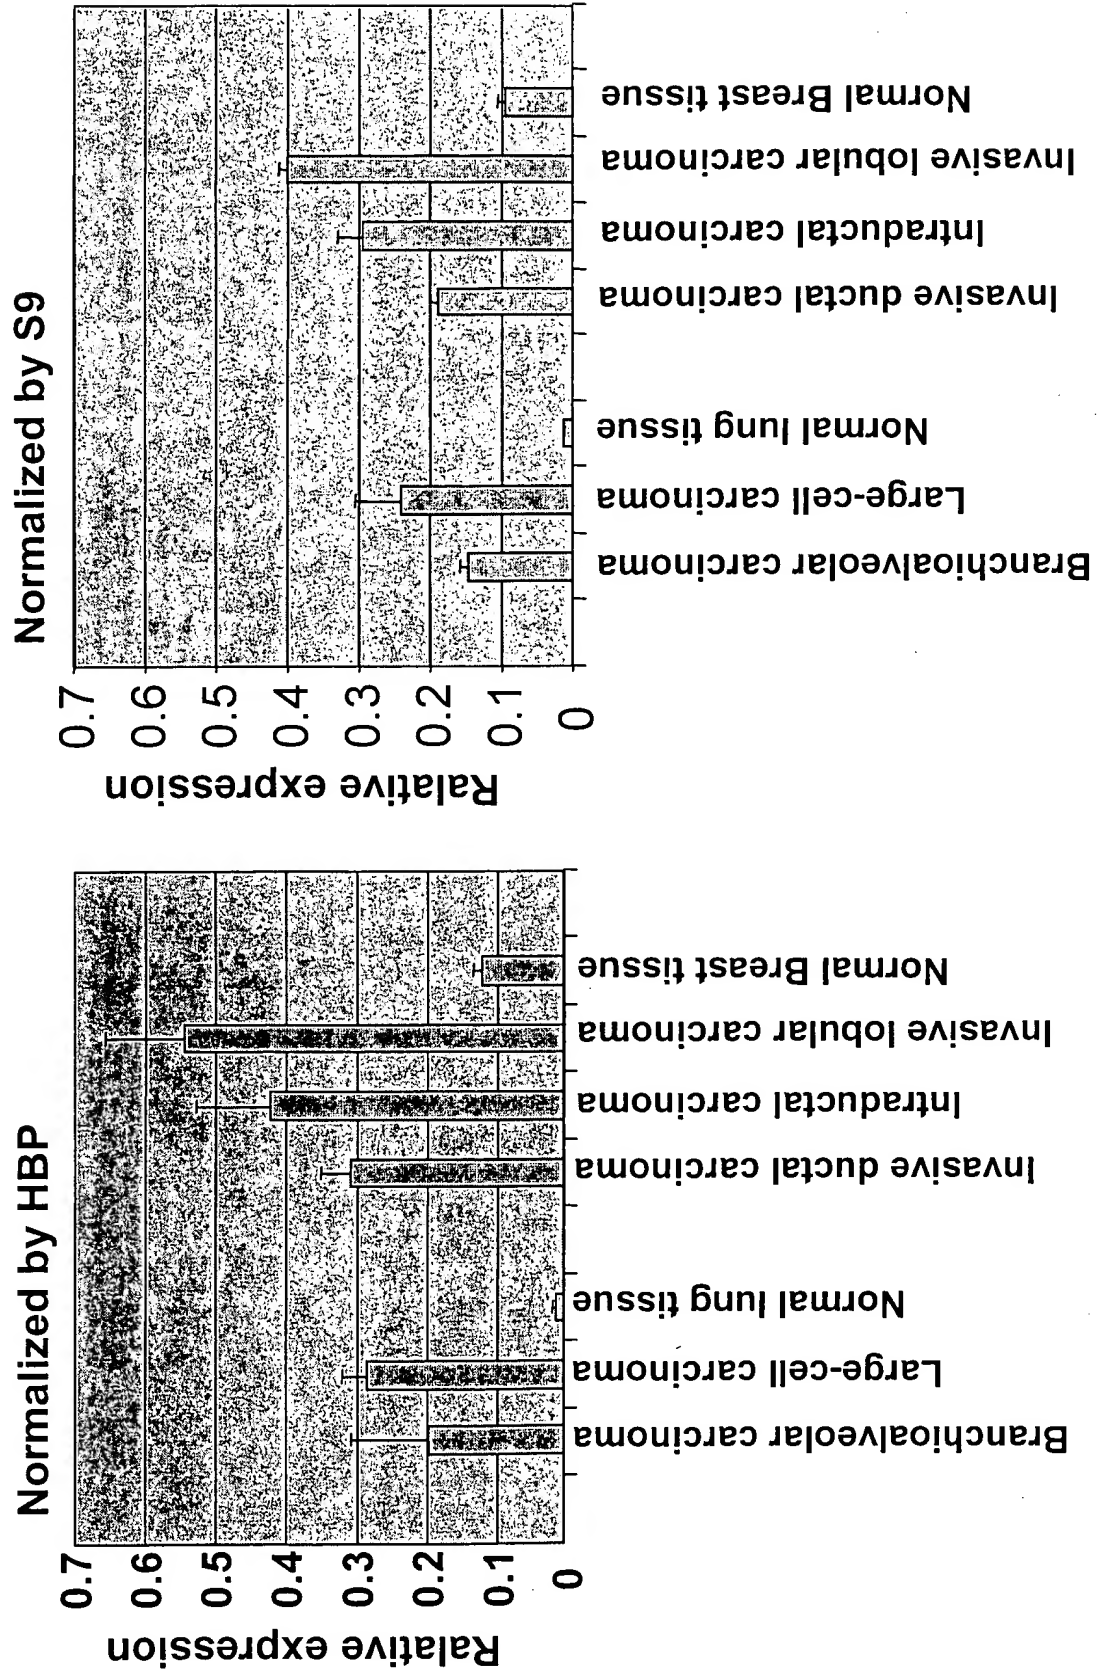 Normalized by HBP
Ralative expression
0.7
0.6
0.5
0.4
0.3
0.2
0.1
0
Branchioalveolar carcinoma
Large-cell carcinoma
Normal lung tissue
Invasive ductal carcinoma
Intraductal carcinoma
Invasive lobular carcinoma
Normal Breast tissue
Normalized by S9
Ralative expression
0.7
0.6
0.5
0.4
0.3
0.2
0.1
0
Branchioalveolar carcinoma
Large-cell carcinoma
Normal lung tissue
Invasive ductal carcinoma
Intraductal carcinoma
Invasive lobular carcinoma
Normal Breast tissue